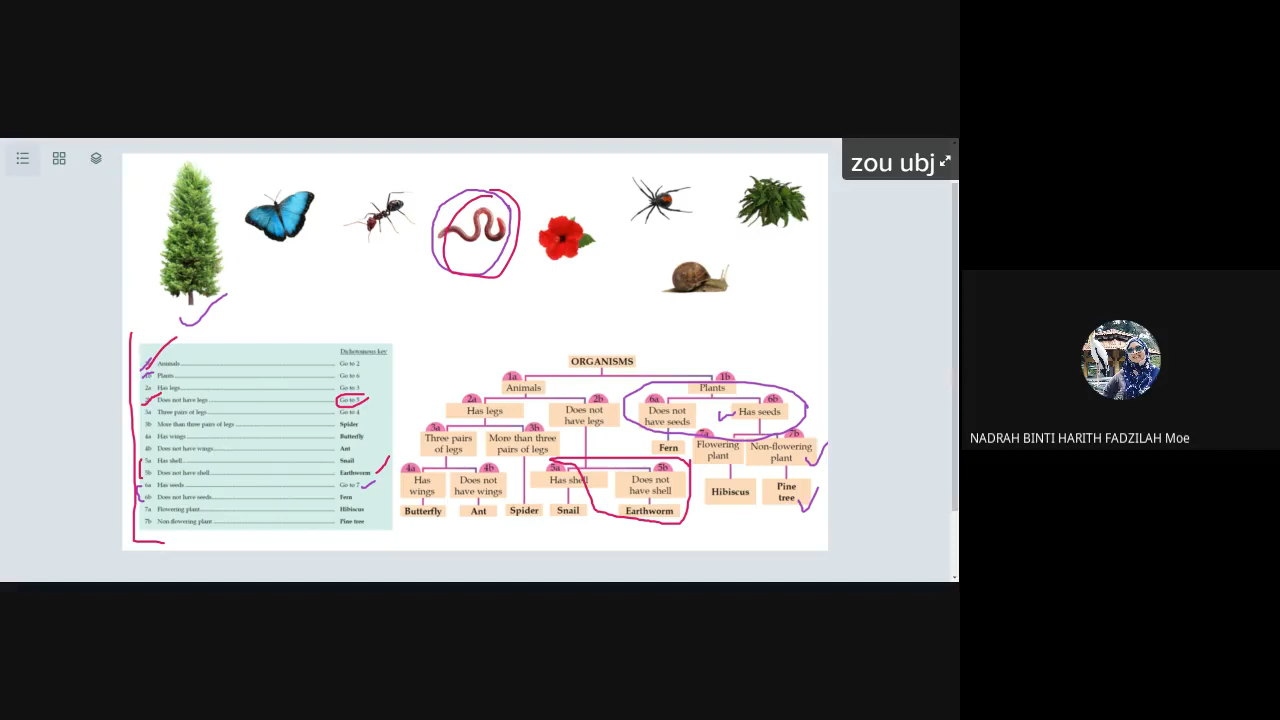 zou ubj
Dichotomous key
1a Animals Go to 2
1b Plants Go to 6
2a Has legs Go to 3
2b Does not have legs Go to 5
3a Three pairs of legs Go to 4
3b More than three pairs of legs Spider
4a Has wings Butterfly
4b Does not have wings Ant
5a Has shell Snail
5b Does not have shell Earthworm
6a Has seeds Go to 7
6b Does not have seeds Fern
7a Flowering plant Hibiscus
7b Non-flowering plant Pine tree
ORGANISMS
1a
Animals
1b
Plants
2a
Has legs
2b
Does not
have legs
6a
Does not
have seeds
6b
Has seeds
3a
Three pairs
of legs
3b
More than three
pairs of legs
Fern
7a
Flowering
plant
7b
Non-flowering
plant
4a
Has
wings
4b
Does not
have wings
5a
Has shell
5b
Does not
have shell
Hibiscus
Pine
tree
Butterfly
Ant
Spider
Snail
Earthworm
NADRAH BINTI HARITH FADZILAH Moe